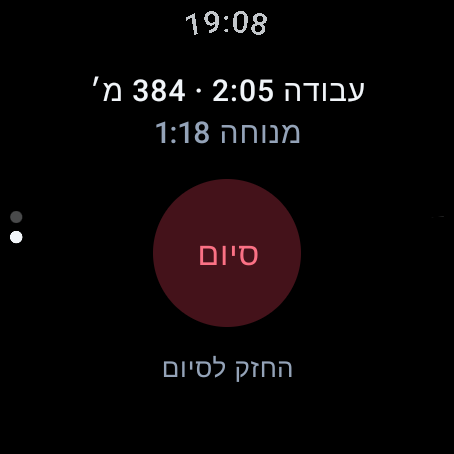 19:08
עבודה 2:05 · 384 מ׳
מנוחה 1:18
סיום
החזק לסיום